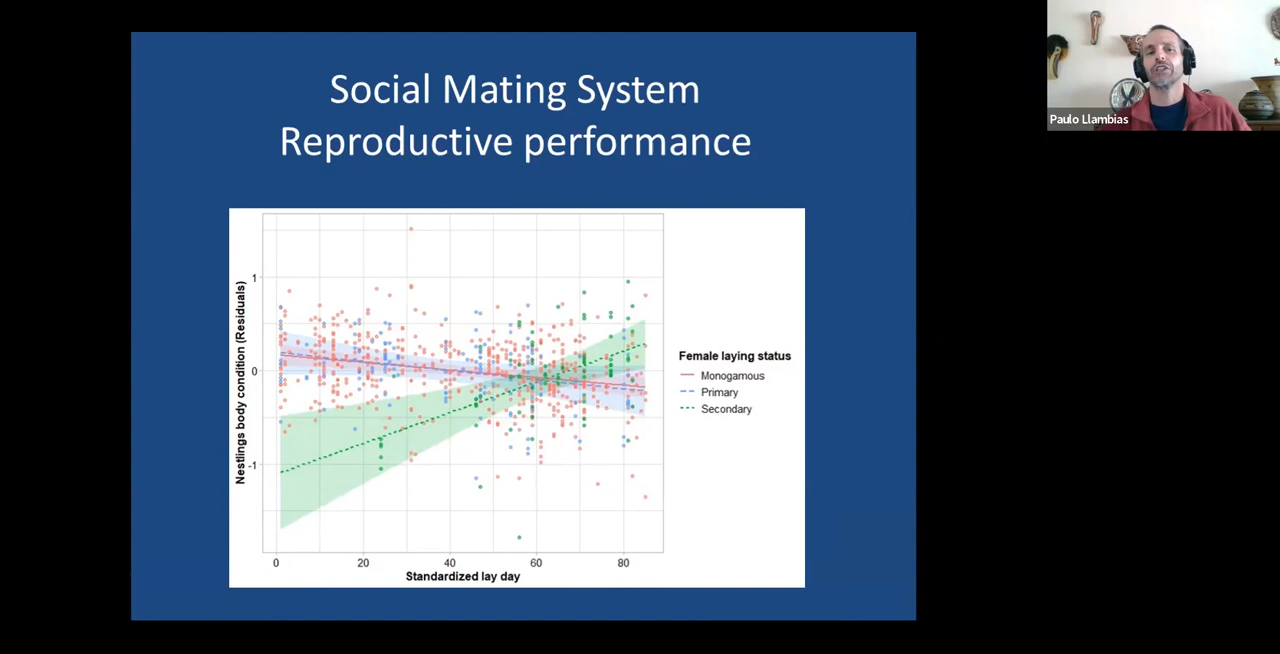 Social Mating System
Reproductive performance
Paulo Llambias
Nestlings body condition (Residuals)
1
0
-1
0 20 40 60 80
Standardized lay day
Female laying status
Monogamous
Primary
Secondary